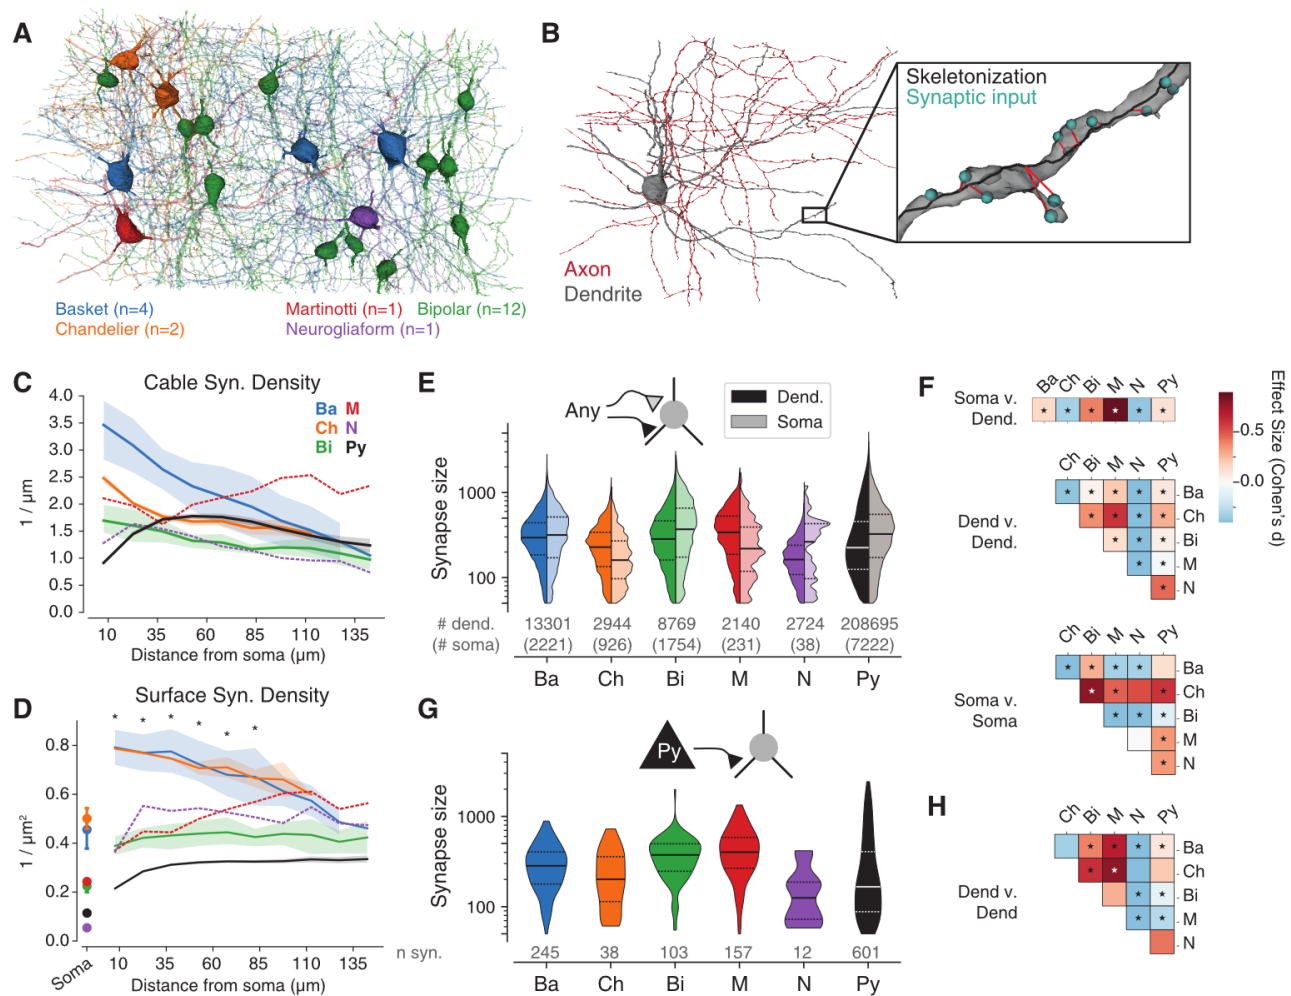 A
Basket (n=4)
Martinotti (n=1)
Bipolar (n=12)
Chandelier (n=2)
Neurogliaform (n=1)
B
Skeletonization
Synaptic input
Axon
Dendrite
C
Cable Syn. Density
Ba M
Ch N
Bi Py
1 / µm
4.0
3.5
3.0
2.5
2.0
1.5
1.0
0.5
0.0
10 35 60 85 110 135
Distance from soma (µm)
D
Surface Syn. Density
* * * * * *
1 / µm²
0.8
0.6
0.4
0.2
0.0
Soma 10 35 60 85 110 135
Distance from soma (µm)
E
Any
Dend.
Soma
Synapse size
1000
100
# dend. 13301 2944 8769 2140 2724 208695
(# soma) (2221) (926) (1754) (231) (38) (7222)
Ba Ch Bi M N Py
G
Py
Synapse size
1000
100
n syn. 245 38 103 157 12 601
Ba Ch Bi M N Py
F
Ba Ch Bi M N Py
Soma v.
Dend.
* * * * * *
Effect Size (Cohen's d)
0.5
0.0
Ch Bi M N Py
Dend v.
Dend.
* * * * * Ba
* * * * Ch
* * * Bi
* * M
* N
Ch Bi M N Py
Soma v.
Soma
* * * * Ba
* * * Ch
* * * Bi
* M
* N
H
Ch Bi M N Py
Dend v.
Dend
* * * * Ba
* * Ch
* * Bi
* * M
N